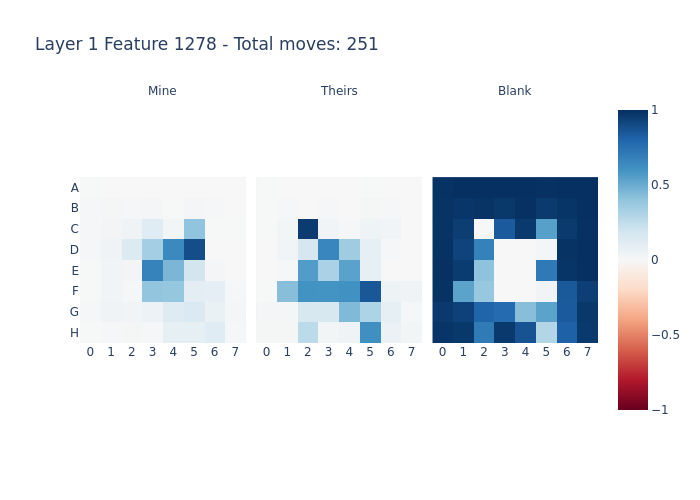 Layer 1 Feature 1278 - Total moves: 251
Mine Theirs Blank
A
B
C
D
E
F
G
H
0 1 2 3 4 5 6 7 0 1 2 3 4 5 6 7 0 1 2 3 4 5 6 7
1
0.5
0
−0.5
−1